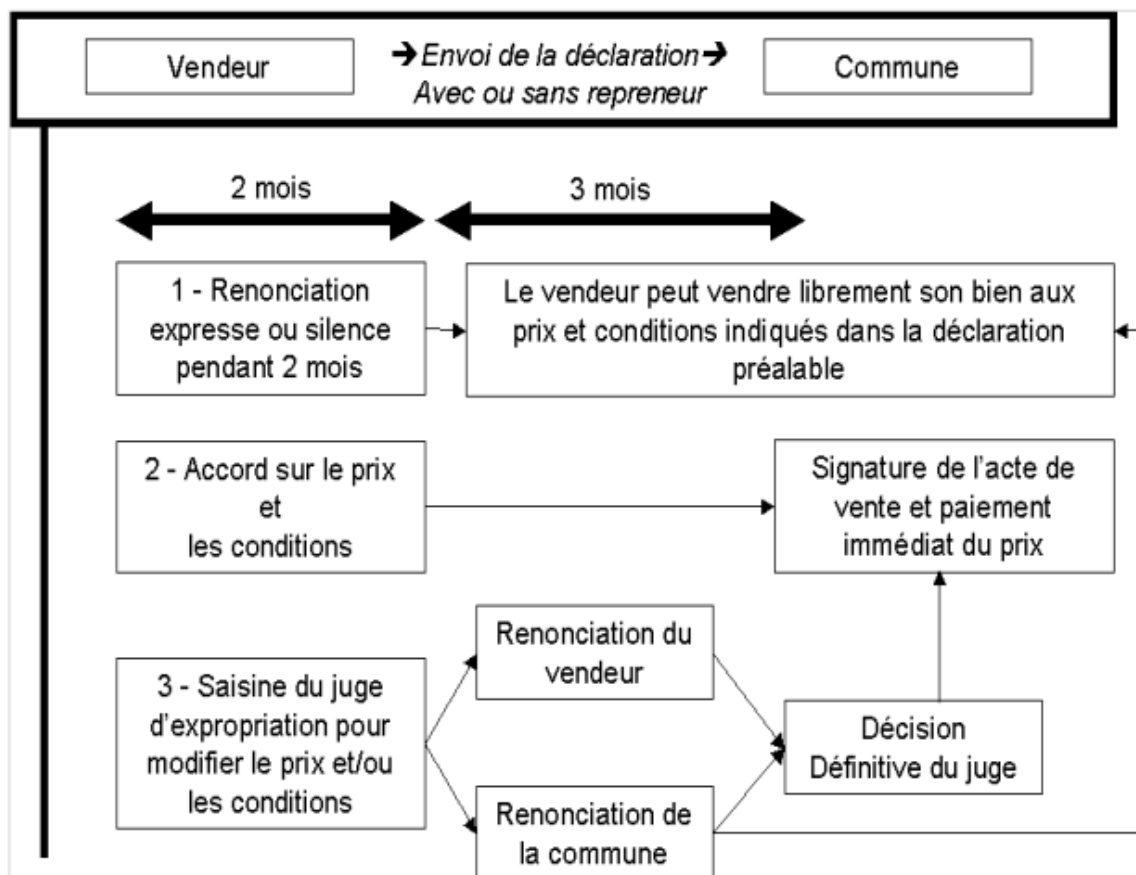 Vendeur
➔Envoi de la déclaration➔
Avec ou sans repreneur
Commune
2 mois
3 mois
1 - Renonciation
expresse ou silence
pendant 2 mois
Le vendeur peut vendre librement son bien aux
prix et conditions indiqués dans la déclaration
préalable
2 - Accord sur le prix
et
les conditions
Signature de l'acte de
vente et paiement
immédiat du prix
3 - Saisine du juge
d'expropriation pour
modifier le prix et/ou
les conditions
Renonciation du
vendeur
Renonciation de
la commune
Décision
Définitive du juge